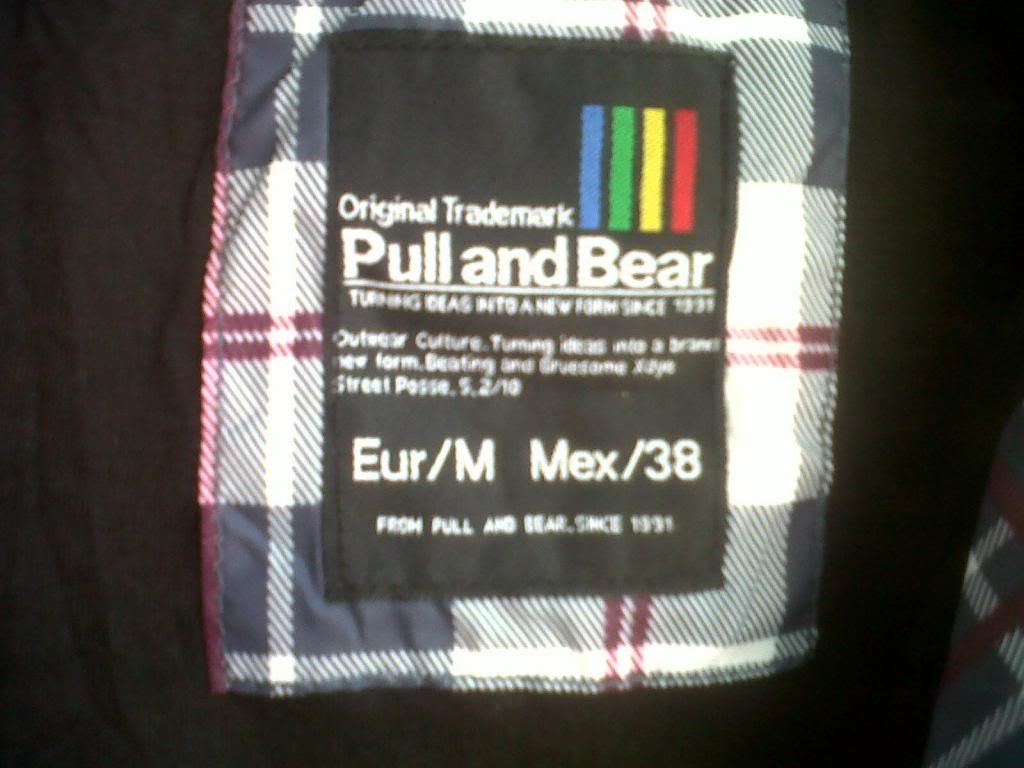 Original Trademark
Pull and Bear
TURNING IDEAS INTO A NEW FORM SINCE 1991
Outwear Culture. Turning ideas into a brand
new form. Beating and Gruesome
Street Posse. S.2/10
Eur/M Mex/38
FROM PULL AND BEAR. SINCE 1991